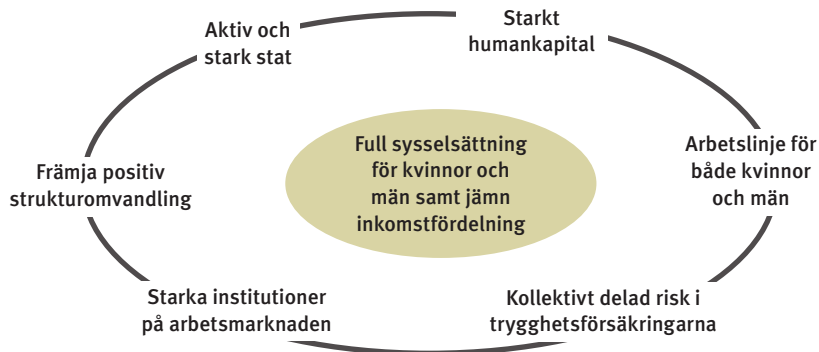 Aktiv och
stark stat
Starkt
humankapital
Full sysselsättning
för kvinnor och
män samt jämn
inkomstfördelning
Arbetslinje för
både kvinnor
och män
Främja positiv
strukturomvandling
Starka institutioner
på arbetsmarknaden
Kollektivt delad risk i
trygghetsförsäkringarna